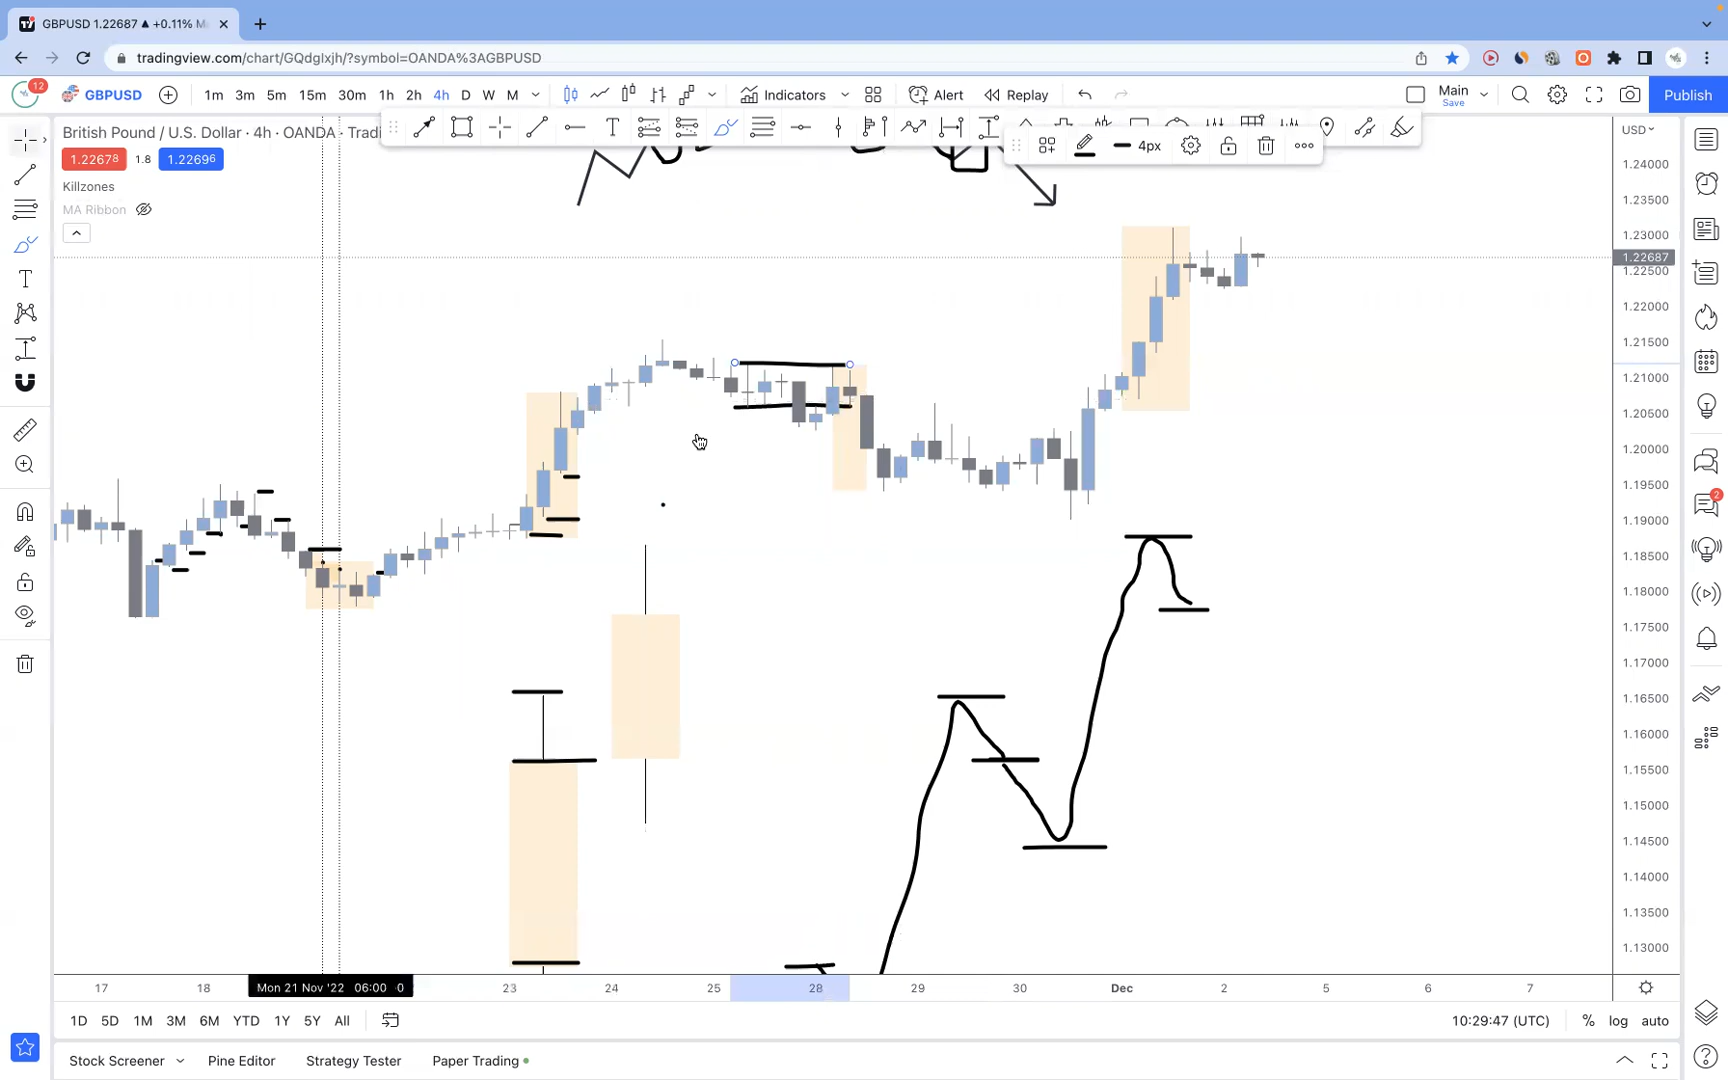 GBPUSD 1.22687 ▲ +0.11%
tradingview.com/chart/GQdglxjh/?symbol=OANDA%3AGBPUSD
12
GBPUSD
1m 3m 5m 15m 30m 1h 2h 4h D W M
Indicators
Alert
Replay
Main
Save
Publish
British Pound / U.S. Dollar · 4h · OANDA · Tradi
1.22678 1.8 1.22696
Killzones
MA Ribbon
4px
USD
1.24000
1.23500
1.23000
1.22687
1.22500
1.22000
1.21500
1.21000
1.20500
1.20000
1.19500
1.19000
1.18500
1.18000
1.17500
1.17000
1.16500
1.16000
1.15500
1.15000
1.14500
1.14000
1.13500
1.13000
2
17 18 Mon 21 Nov '22 06:00 23 24 25 28 29 30 Dec 2 5 6 7
1D 5D 1M 3M 6M YTD 1Y 5Y All
10:29:47 (UTC) % log auto
Stock Screener Pine Editor Strategy Tester Paper Trading